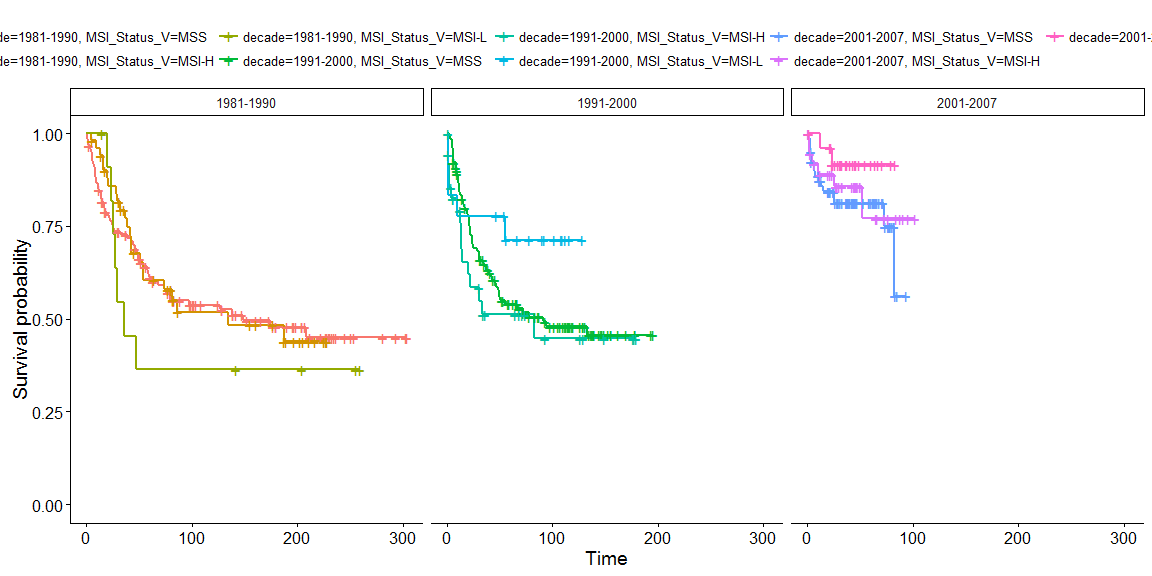 de=1981-1990, MSI_Status_V=MSS decade=1981-1990, MSI_Status_V=MSI-L decade=1991-2000, MSI_Status_V=MSI-H decade=2001-2007, MSI_Status_V=MSS decade=2001-
de=1981-1990, MSI_Status_V=MSI-H decade=1991-2000, MSI_Status_V=MSS decade=1991-2000, MSI_Status_V=MSI-L decade=2001-2007, MSI_Status_V=MSI-H
1981-1990 1991-2000 2001-2007
Survival probability
1.00
0.75
0.50
0.25
0.00
0 100 200 300 0 100 200 300 0 100 200 300
Time